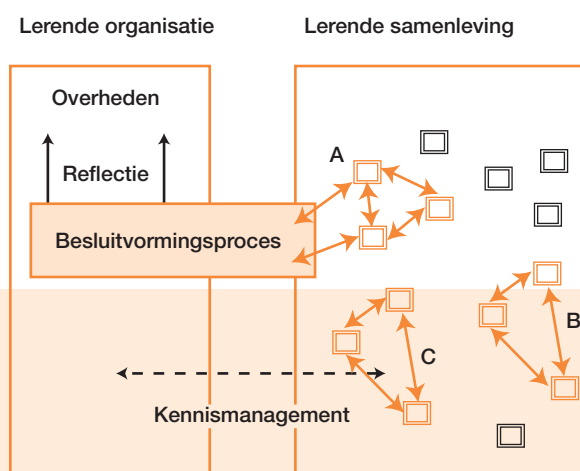 Lerende organisatie
Lerende samenleving
Overheden
A
Reflectie
Besluitvormingsproces
B
C
Kennismanagement